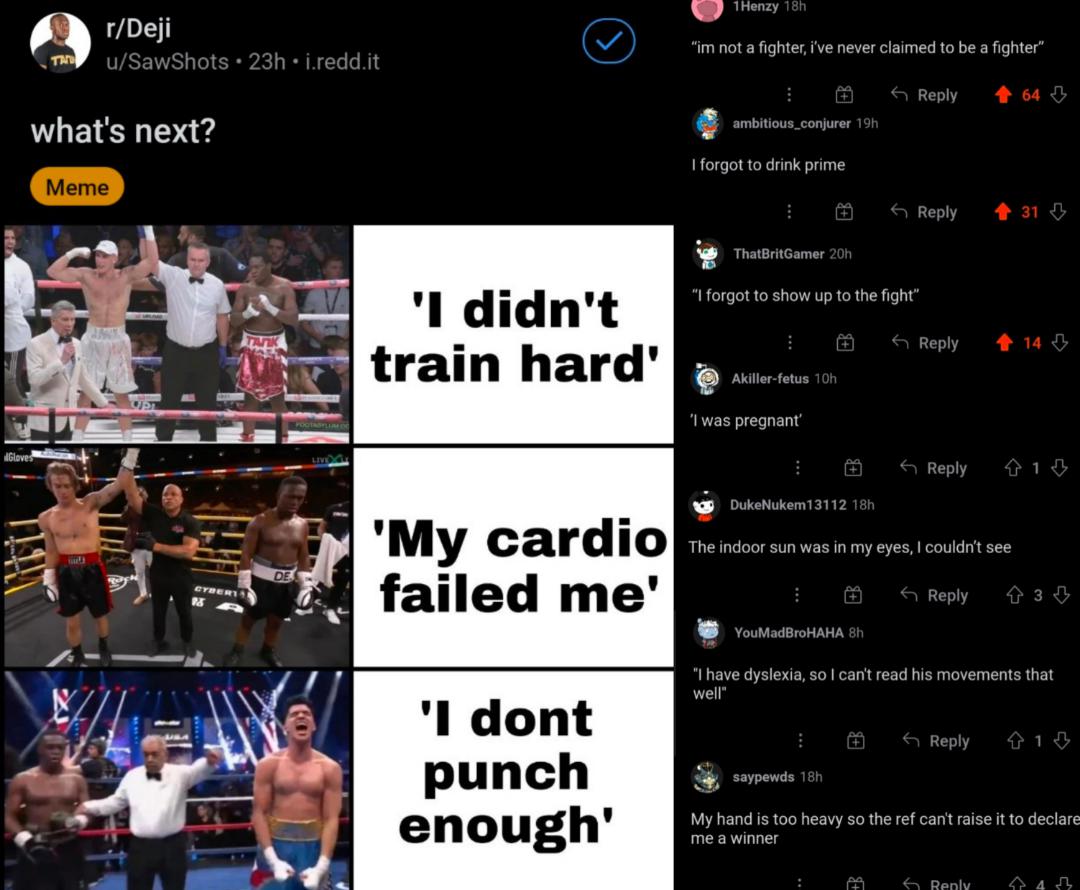 r/Deji
u/SawShots • 23h • i.redd.it
what's next?
Meme
TANK
'I didn't
train hard'
LIVE
TITLE
DE
CYBER
'My cardio
failed me'
'I dont
punch
enough'
1Henzy 18h
“im not a fighter, i’ve never claimed to be a fighter”
Reply 64
ambitious_conjurer 19h
I forgot to drink prime
Reply 31
ThatBritGamer 20h
“I forgot to show up to the fight”
Reply 14
Akiller-fetus 10h
'I was pregnant’
Reply 1
DukeNukem13112 18h
The indoor sun was in my eyes, I couldn’t see
Reply 3
YouMadBroHAHA 8h
"I have dyslexia, so I can't read his movements that
well"
Reply 1
saypewds 18h
My hand is too heavy so the ref can't raise it to declare
me a winner
Reply 4